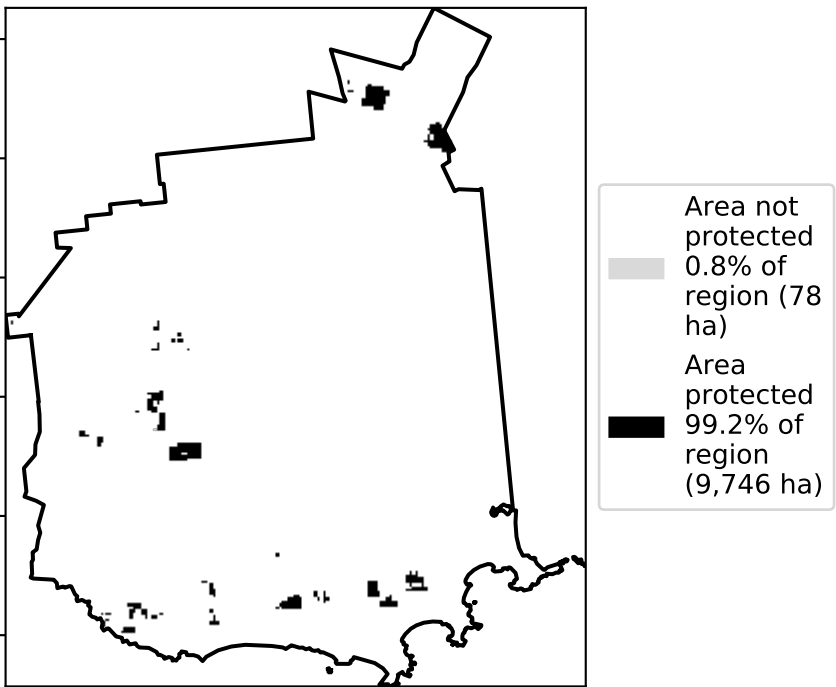 Area not
protected
0.8% of
region (78
ha)
Area
protected
99.2% of
region
(9,746 ha)